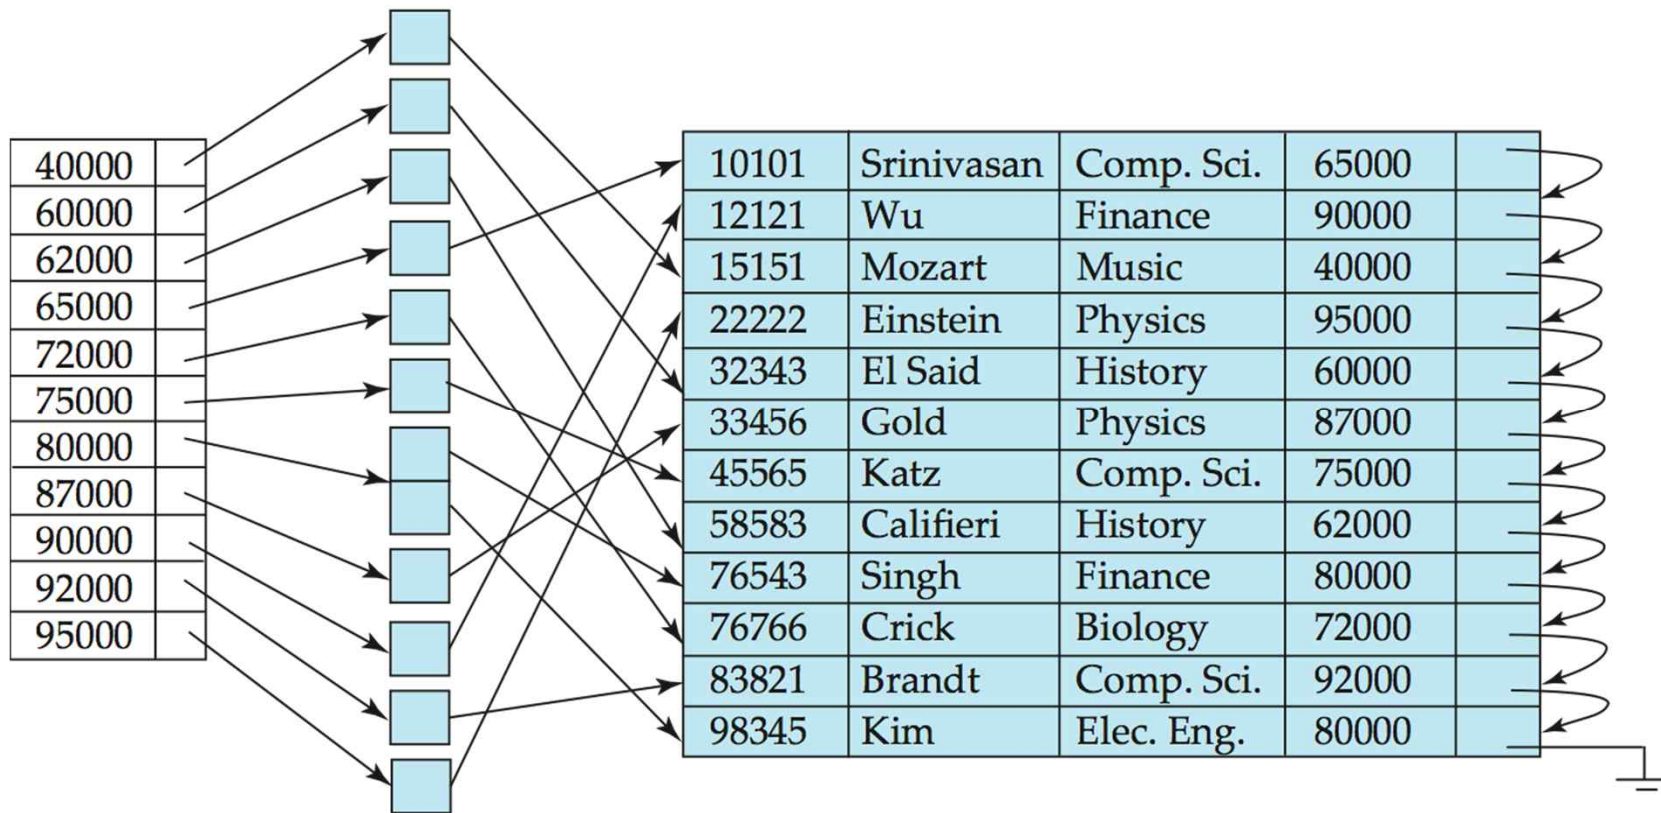 40000
60000
62000
65000
72000
75000
80000
87000
90000
92000
95000
10101 Srinivasan Comp. Sci. 65000
12121 Wu Finance 90000
15151 Mozart Music 40000
22222 Einstein Physics 95000
32343 El Said History 60000
33456 Gold Physics 87000
45565 Katz Comp. Sci. 75000
58583 Califieri History 62000
76543 Singh Finance 80000
76766 Crick Biology 72000
83821 Brandt Comp. Sci. 92000
98345 Kim Elec. Eng. 80000